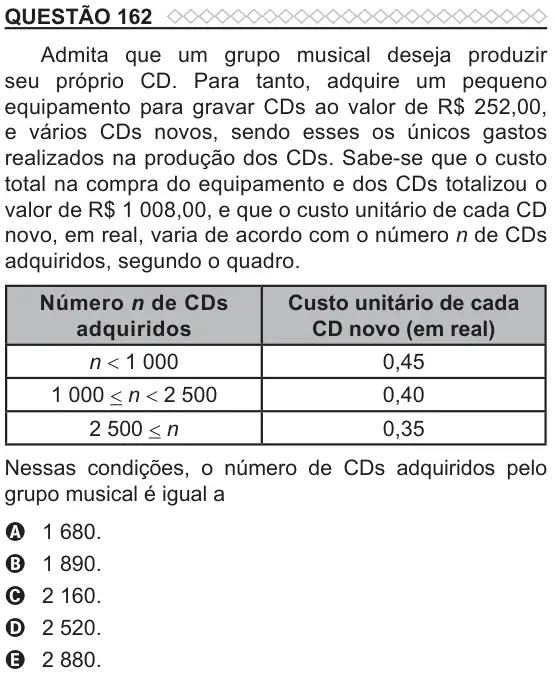 QUESTÃO 162
Admita que um grupo musical deseja produzir
seu próprio CD. Para tanto, adquire um pequeno
equipamento para gravar CDs ao valor de R$ 252,00,
e vários CDs novos, sendo esses os únicos gastos
realizados na produção dos CDs. Sabe-se que o custo
total na compra do equipamento e dos CDs totalizou o
valor de R$ 1 008,00, e que o custo unitário de cada CD
novo, em real, varia de acordo com o número n de CDs
adquiridos, segundo o quadro.
Número n de CDs
adquiridos
Custo unitário de cada
CD novo (em real)
n < 1 000
0,45
1 000 ≤ n < 2 500
0,40
2 500 ≤ n
0,35
Nessas condições, o número de CDs adquiridos pelo
grupo musical é igual a
A 1 680.
B 1 890.
C 2 160.
D 2 520.
E 2 880.